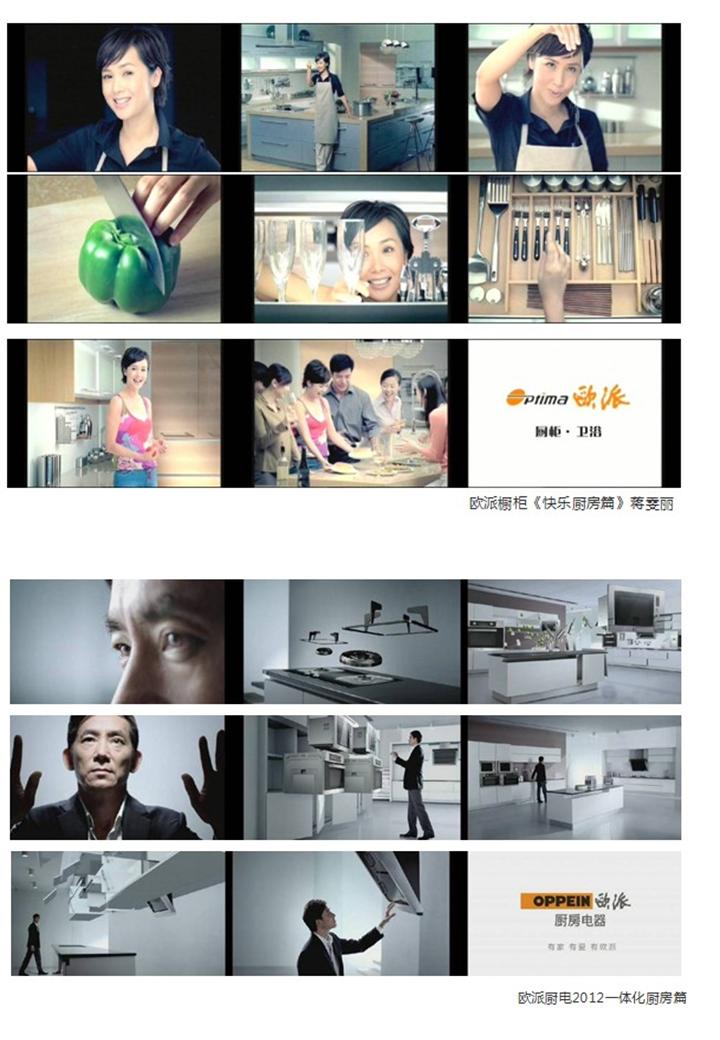 Optima 欧派
厨柜·卫浴
欧派橱柜《快乐厨房篇》蒋雯丽
OPPEIN 欧派
厨房电器
有家 有爱 有欧派
欧派厨电2012一体化厨房篇